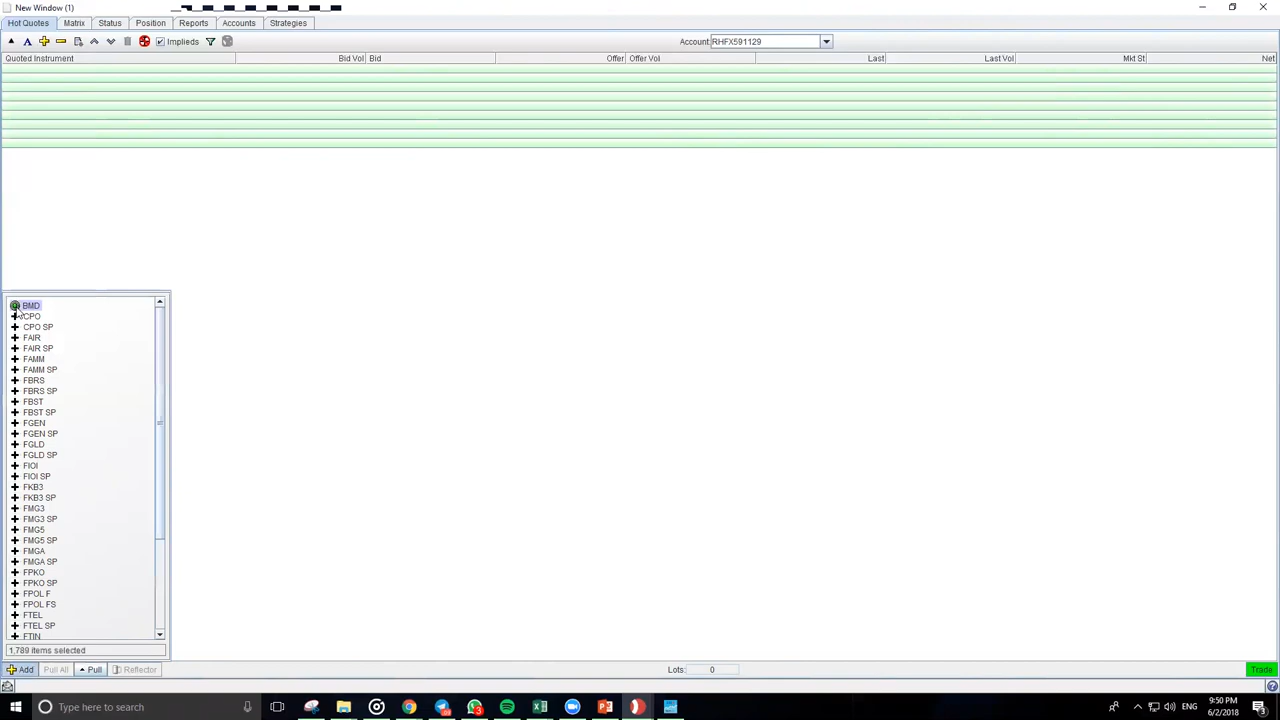 New Window (1)
Hot Quotes Matrix Status Position Reports Accounts Strategies
A Implieds Account: RHFX591129
Quoted Instrument Bid Vol Bid Offer Offer Vol Last Last Vol Mkt St Net
BMD
CPO
CPO SP
FAIR
FAIR SP
FAMM
FAMM SP
FBRS
FBRS SP
FBST
FBST SP
FGEN
FGEN SP
FGLD
FGLD SP
FIOI
FIOI SP
FKB3
FKB3 SP
FMG3
FMG3 SP
FMG5
FMG5 SP
FMGA
FMGA SP
FPKO
FPKO SP
FPOL F
FPOL FS
FTEL
FTEL SP
FTIN
1,789 items selected
Add Pull All Pull Reflector Lots: 0 Trade
Type here to search 3 ENG 9:50 PM
6/2/2018 3